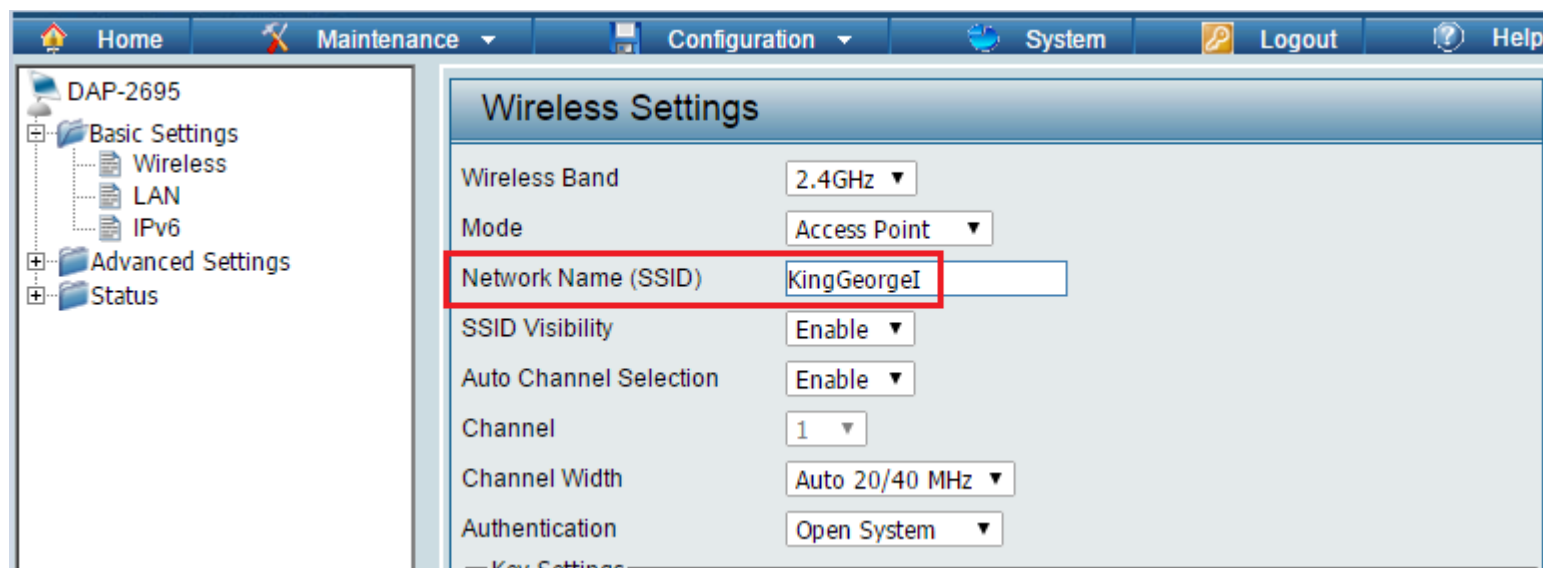 Home Maintenance Configuration System Logout Help
DAP-2695
Basic Settings
Wireless
LAN
IPv6
Advanced Settings
Status
Wireless Settings
Wireless Band 2.4GHz
Mode Access Point
Network Name (SSID) KingGeorgeI
SSID Visibility Enable
Auto Channel Selection Enable
Channel 1
Channel Width Auto 20/40 MHz
Authentication Open System
Key Settings